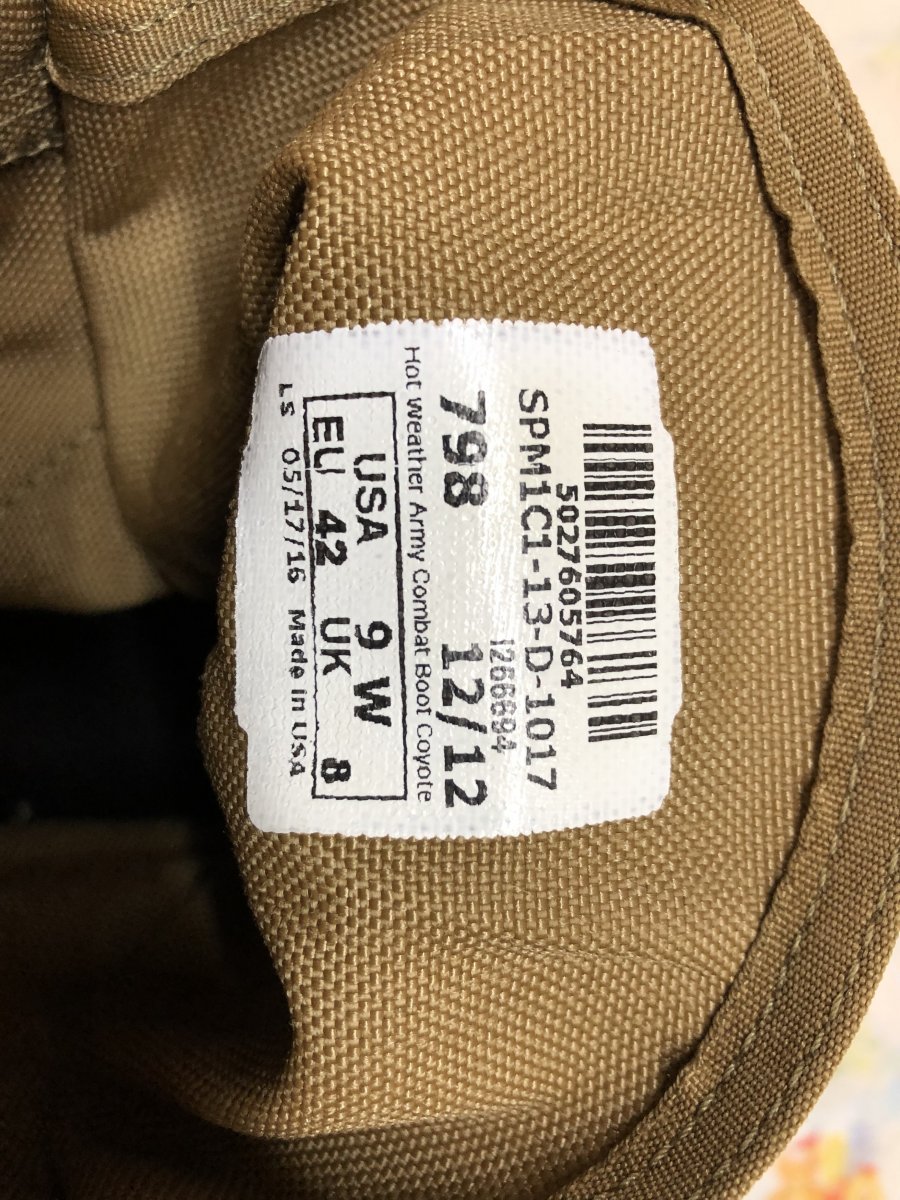 5027605764
SPM1C1-13-D-1017
1266694
798 12/12
Hot Weather Army Combat Boot Coyote
USA 9 W
EU 42 UK 8
LS 05/17/16 Made in USA